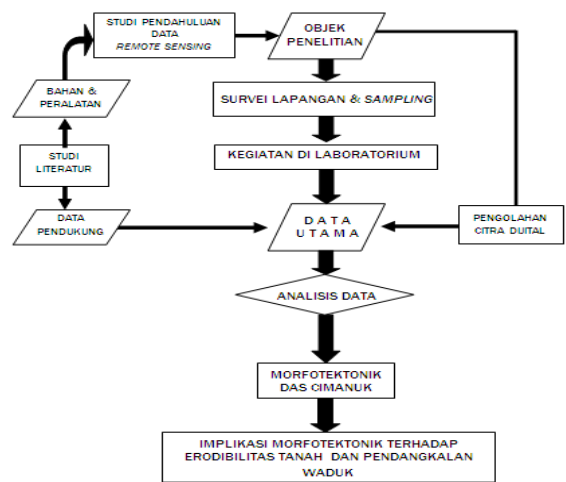 STUDI PENDAHULUAN
DATA
REMOTE SENSING
OBJEK
PENELITIAN
BAHAN &
PERALATAN
SURVEI LAPANGAN & SAMPLING
STUDI
LITERATUR
KEGIATAN DI LABORATORIUM
DATA
PENDUKUNG
D A T A
U T A M A
PENGOLAHAN
CITRA DUITAL
ANALISIS DATA
MORFOTEKTONIK
DAS CIMANUK
IMPLIKASI MORFOTEKTONIK TERHADAP
ERODIBILITAS TANAH DAN PENDANGKALAN
WADUK